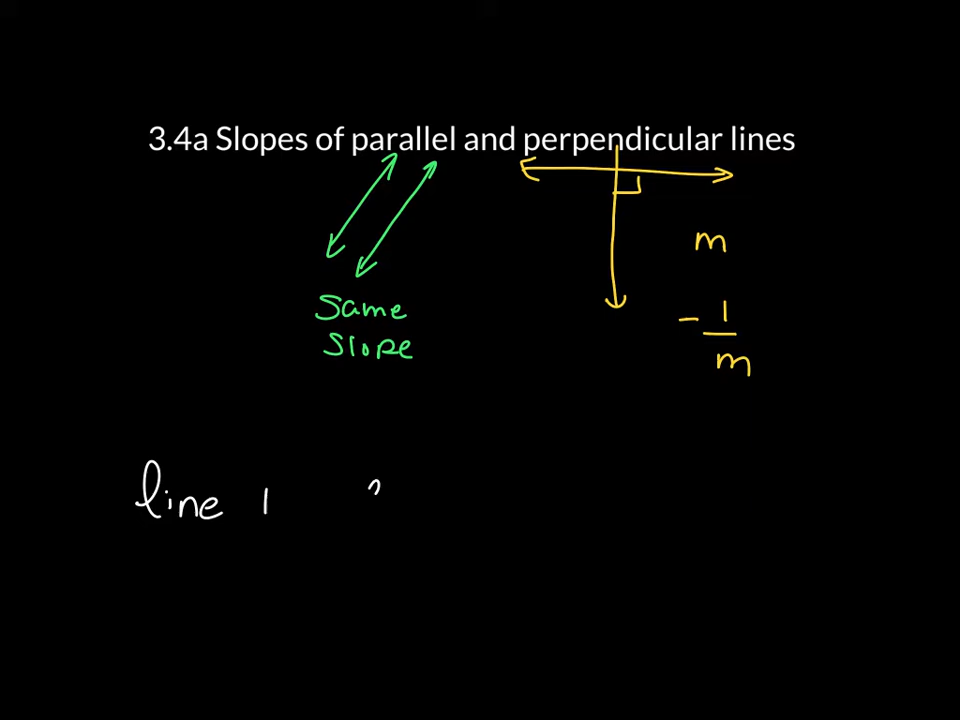 3.4a Slopes of parallel and perpendicular lines
Same
Slope
m
- 1
m
line 1